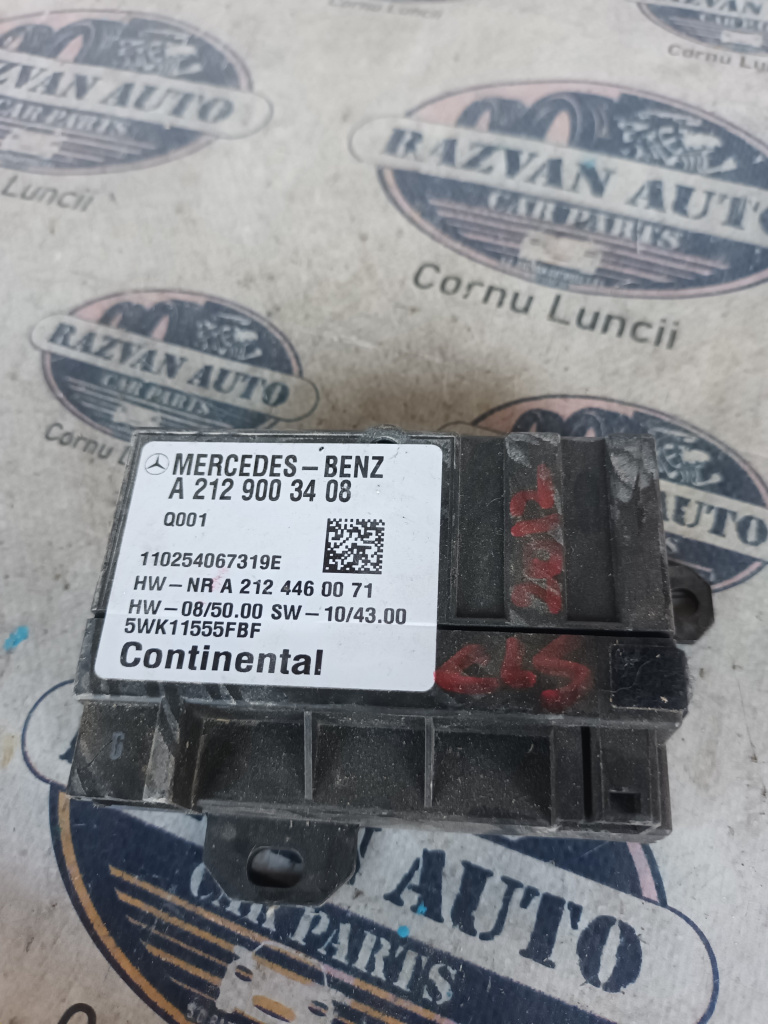 RAZVAN AUTO
CAR PARTS
Cornu Luncii
RAZVAN AUTO
CAR PARTS
Cornu Luncii
Luncii
RAZVAN AUTO
CAR PARTS
Cornu
MERCEDES-BENZ
A 212 900 34 08
Q001
110254067319E
HW-NR A 212 446 00 71
HW-08/50.00 SW-10/43.00
5WK11555FBF
Continental
CLS
AUTO
CAR PARTS